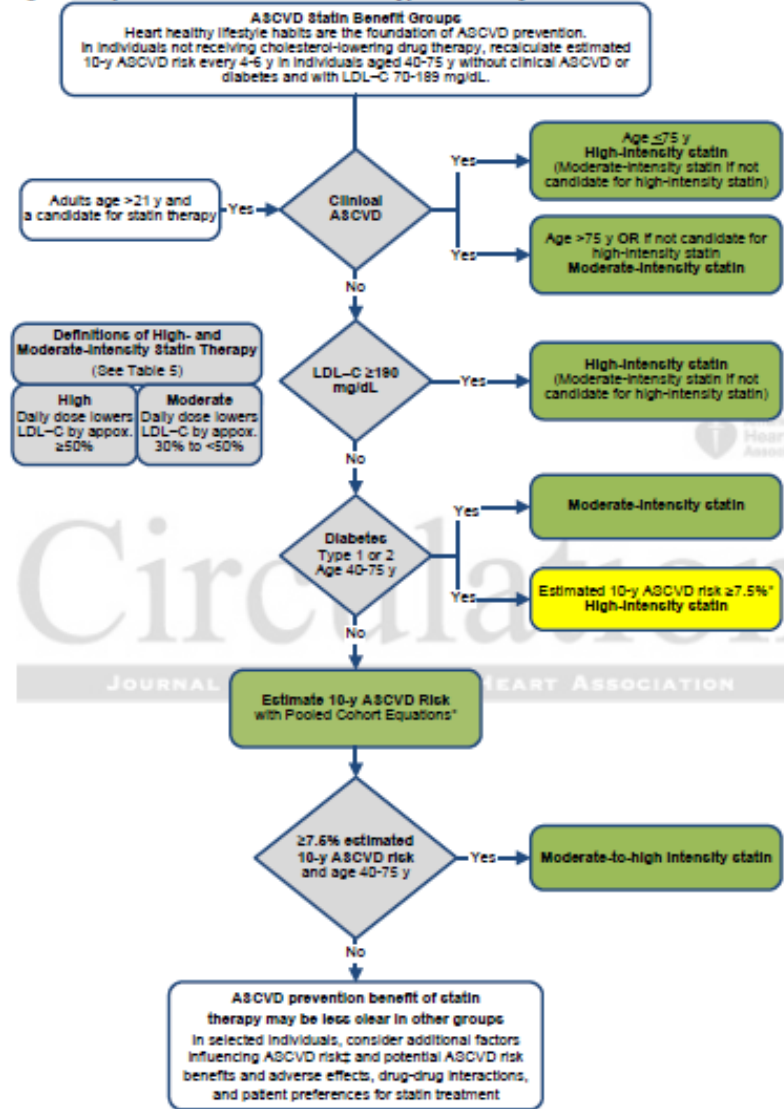 ASCVD Statin Benefit Groups
Heart healthy lifestyle habits are the foundation of ASCVD prevention.
In individuals not receiving cholesterol-lowering drug therapy, recalculate estimated
10-y ASCVD risk every 4-6 y in individuals aged 40-75 y without clinical ASCVD or
diabetes and with LDL–C 70-189 mg/dL.
Adults age >21 y and
a candidate for statin therapy
Yes
Clinical
ASCVD
Yes
Age ≤75 y
High-intensity statin
(Moderate-intensity statin if not
candidate for high-intensity statin)
Yes
Age >75 y OR if not candidate for
high-intensity statin
Moderate-intensity statin
No
Definitions of High- and
Moderate-Intensity Statin Therapy
(See Table 5)
High
Daily dose lowers
LDL–C by appox.
≥50%
Moderate
Daily dose lowers
LDL–C by appox.
30% to <50%
LDL–C ≥190
mg/dL
Yes
High-intensity statin
(Moderate-intensity statin if not
candidate for high-intensity statin)
Heart
No
Diabetes
Type 1 or 2
Age 40-75 y
Yes
Moderate-intensity statin
Yes
Estimated 10-y ASCVD risk ≥7.5%*
High-intensity statin
No
Circulation
JOURNAL HEART ASSOCIATION
Estimate 10-y ASCVD Risk
with Pooled Cohort Equations*
≥7.5% estimated
10-y ASCVD risk
and age 40-75 y
Yes
Moderate-to-high intensity statin
No
ASCVD prevention benefit of statin
therapy may be less clear in other groups
In selected individuals, consider additional factors
influencing ASCVD risk‡ and potential ASCVD risk
benefits and adverse effects, drug-drug interactions,
and patient preferences for statin treatment